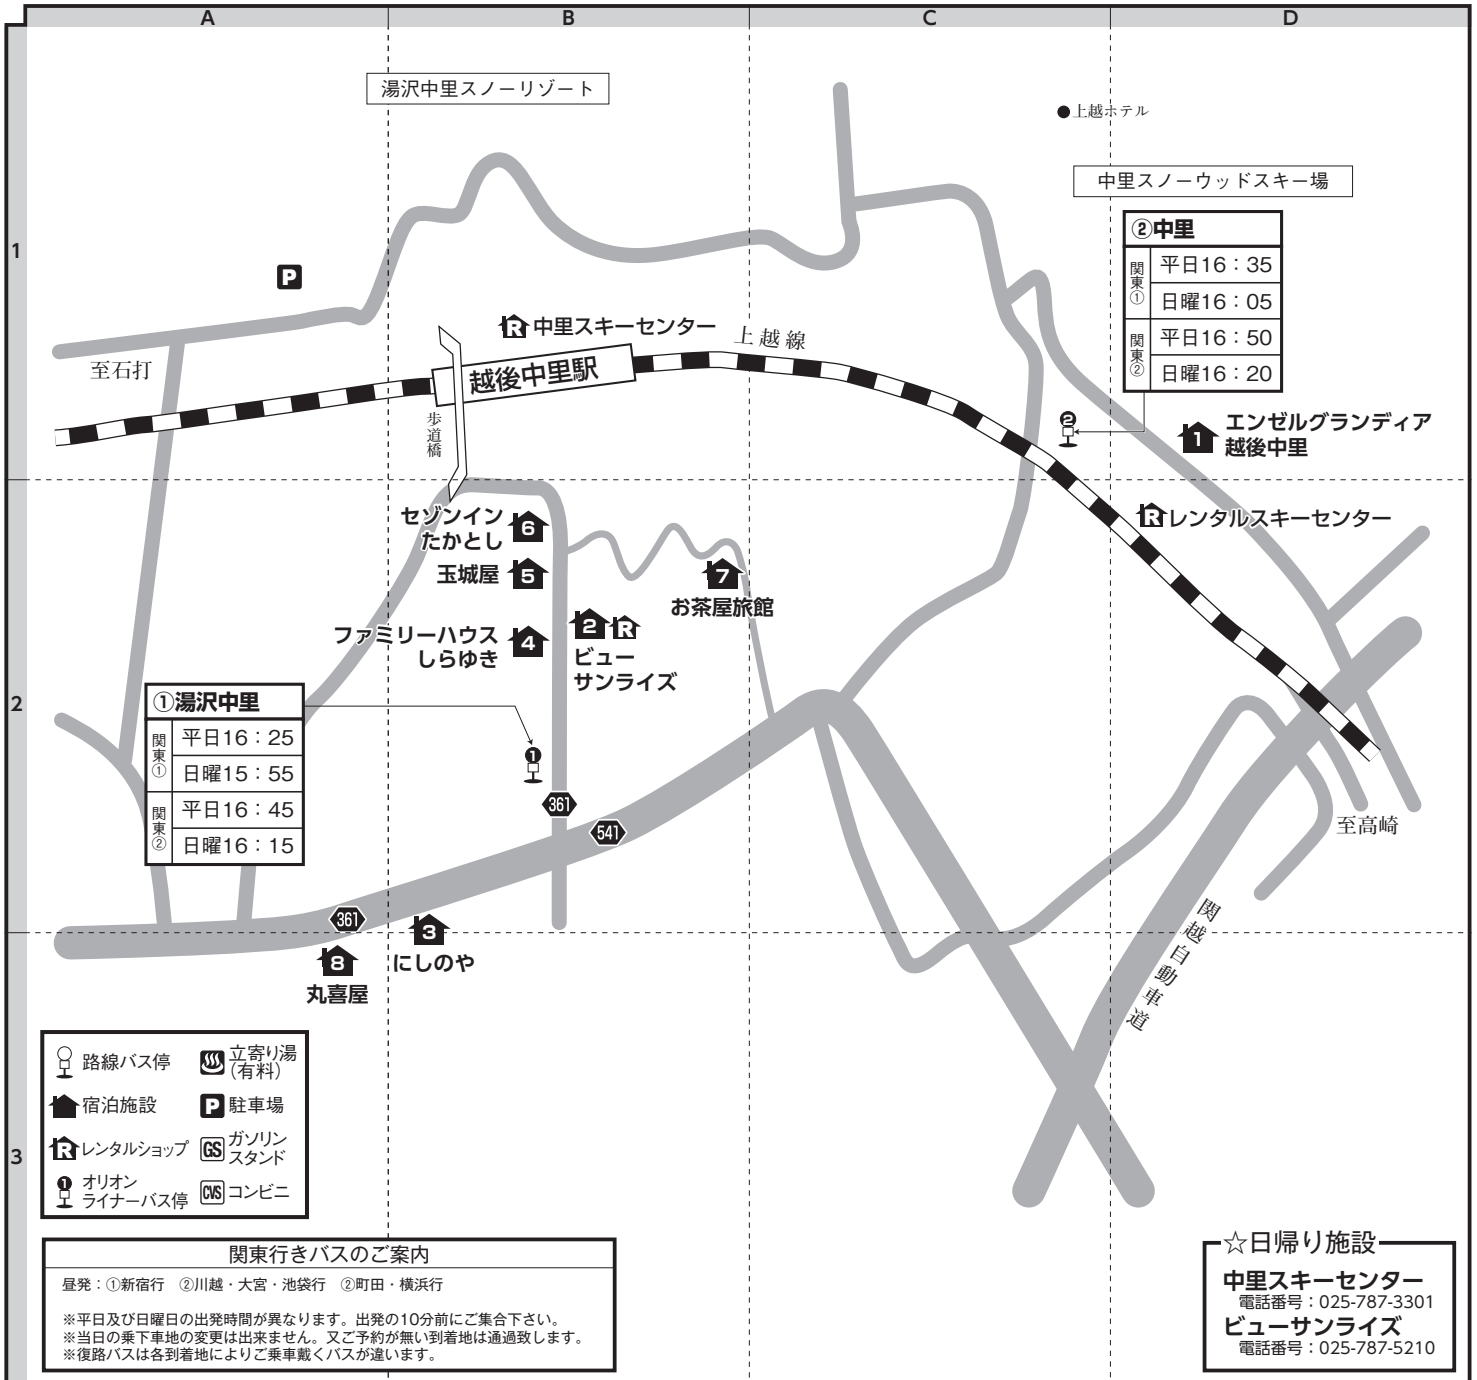 A
B
C
D
湯沢中里スノーリゾート
上越ホテル
中里スノーウッドスキー場
②中里
関東①
平日16：35
日曜16：05
関東②
平日16：50
日曜16：20
1
P
R 中里スキーセンター
上越線
至石打
越後中里駅
歩道橋
2
1 エンゼルグランディア
越後中里
R レンタルスキーセンター
セゾンイン
たかとし
6
玉城屋 5
7
お茶屋旅館
ファミリーハウス
しらゆき
4
2 R
ビュー
サンライズ
2
①湯沢中里
関東①
平日16：25
日曜15：55
関東②
平日16：45
日曜16：15
1
361
541
至高崎
361
3
にしのや
8
丸喜屋
関越自動車道
3
路線バス停
立寄り湯
(有料)
宿泊施設
P 駐車場
R レンタルショップ
GS ガソリン
スタンド
1 オリオン
ライナーバス停
CVS コンビニ
関東行きバスのご案内
昼発：①新宿行　②川越・大宮・池袋行　②町田・横浜行
※平日及び日曜日の出発時間が異なります。出発の10分前にご集合下さい。
※当日の乗下車地の変更は出来ません。又ご予約が無い到着地は通過致します。
※復路バスは各到着地によりご乗車戴くバスが違います。
☆日帰り施設
中里スキーセンター
電話番号：025-787-3301
ビューサンライズ
電話番号：025-787-5210